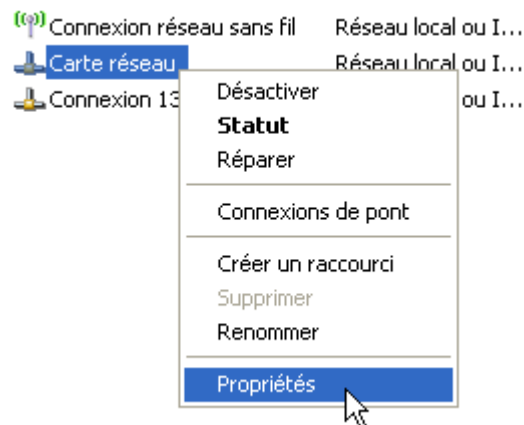 Connexion réseau sans fil Réseau local ou I...
Carte réseau Réseau local ou I...
Connexion 13 ou I...
Désactiver
Statut
Réparer
Connexions de pont
Créer un raccourci
Supprimer
Renommer
Propriétés